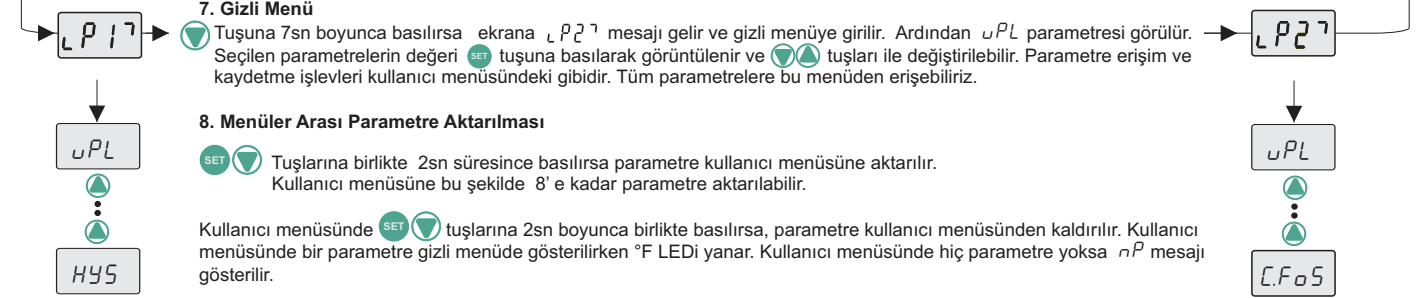 7. Gizli Menü
┌P1┐
Tuşuna 7sn boyunca basılırsa ekrana ┌P2┐ mesajı gelir ve gizli menüye girilir. Ardından uPL parametresi görülür.
Seçilen parametrelerin değeri SET tuşuna basılarak görüntülenir ve tuşları ile değiştirilebilir. Parametre erişim ve
kaydetme işlevleri kullanıcı menüsündeki gibidir. Tüm parametrelere bu menüden erişebiliriz.
┌P2┐
8. Menüler Arası Parametre Aktarılması
uPL
SET Tuşlarına birlikte 2sn süresince basılırsa parametre kullanıcı menüsüne aktarılır.
Kullanıcı menüsüne bu şekilde 8' e kadar parametre aktarılabilir.
uPL
Kullanıcı menüsünde SET tuşlarına 2sn boyunca birlikte basılırsa, parametre kullanıcı menüsünden kaldırılır. Kullanıcı
menüsünde bir parametre gizli menüde gösterilirken °F LEDi yanar. Kullanıcı menüsünde hiç parametre yoksa nP mesajı
gösterilir.
HYS
C.FoS